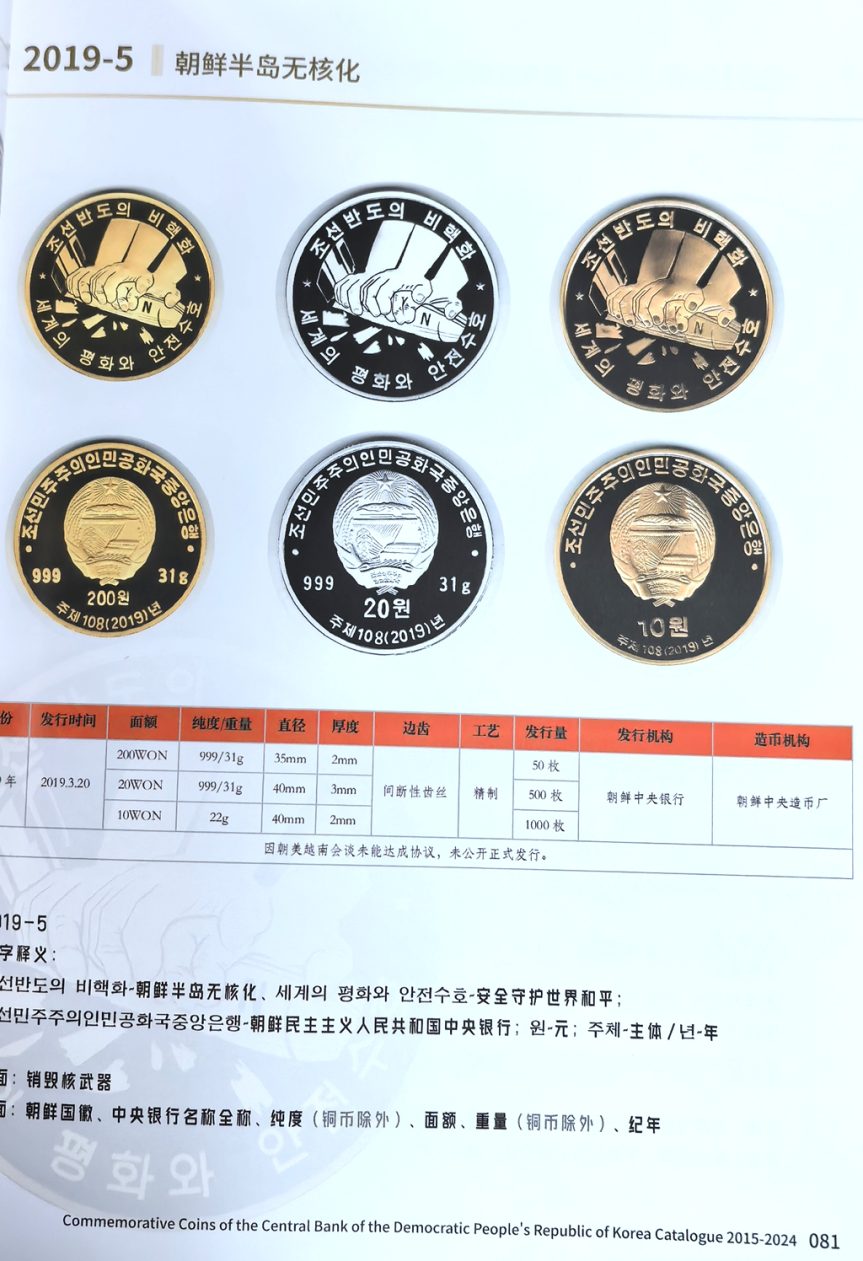 2019-5 朝鲜半岛无核化
조선반도의 비핵화
세계의 평화와 안전수호
N
조선반도의 비핵화
세계의 평화와 안전수호
N
조선반도의 비핵화
세계의 평화와 안전수호
N
조선민주주의인민공화국중앙은행
999 31g
200원
주체108(2019)년
조선민주주의인민공화국중앙은행
999 31g
20원
주체108(2019)년
조선민주주의인민공화국중앙은행
10원
주체108(2019)년
份 发行时间 面额 纯度/重量 直径 厚度 边齿 工艺 发行量 发行机构 造币机构
年 2019.3.20 200WON 999/31g 35mm 2mm 间断性齿丝 精制 50 枚 朝鲜中央银行 朝鲜中央造币厂
20WON 999/31g 40mm 3mm 500 枚
10WON 22g 40mm 2mm 1000 枚
因朝美越南会谈未能达成协议，未公开正式发行。
019-5
字释义：
선반도의 비핵화-朝鲜半岛无核化、세계의 평화와 안전수호-安全守护世界和平；
선민주주의인민공화국중앙은행-朝鲜民主主义人民共和国中央银行；원-元；주체-主体/년-年
面：销毁核武器
面：朝鲜国徽、中央银行名称全称、纯度（铜币除外）、面额、重量（铜币除外）、纪年
평화와 안전수
Commemorative Coins of the Central Bank of the Democratic People's Republic of Korea Catalogue 2015-2024 081